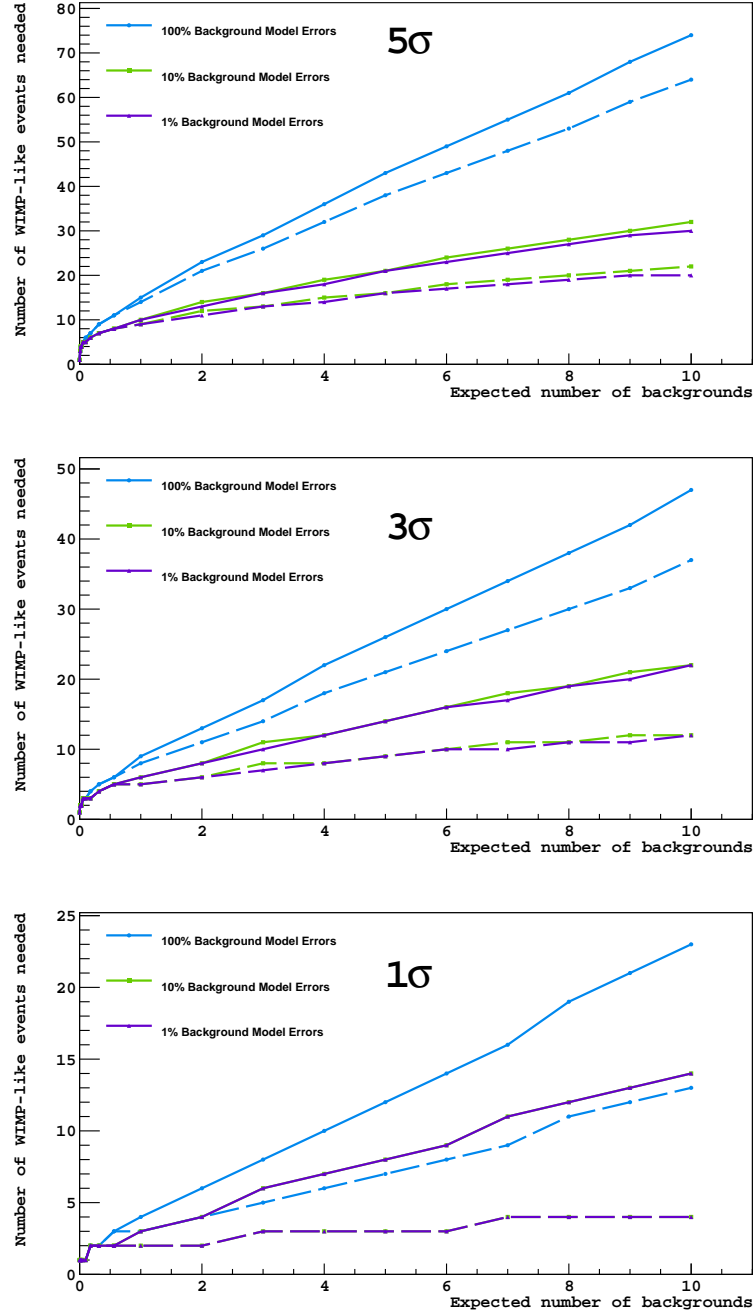 80
70
60
50
40
30
20
10
0
Number of WIMP-like events needed
100% Background Model Errors
10% Background Model Errors
1% Background Model Errors
5σ
0 2 4 6 8 10
Expected number of backgrounds
50
40
30
20
10
0
Number of WIMP-like events needed
100% Background Model Errors
10% Background Model Errors
1% Background Model Errors
3σ
0 2 4 6 8 10
Expected number of backgrounds
25
20
15
10
5
0
Number of WIMP-like events needed
100% Background Model Errors
10% Background Model Errors
1% Background Model Errors
1σ
0 2 4 6 8 10
Expected number of backgrounds